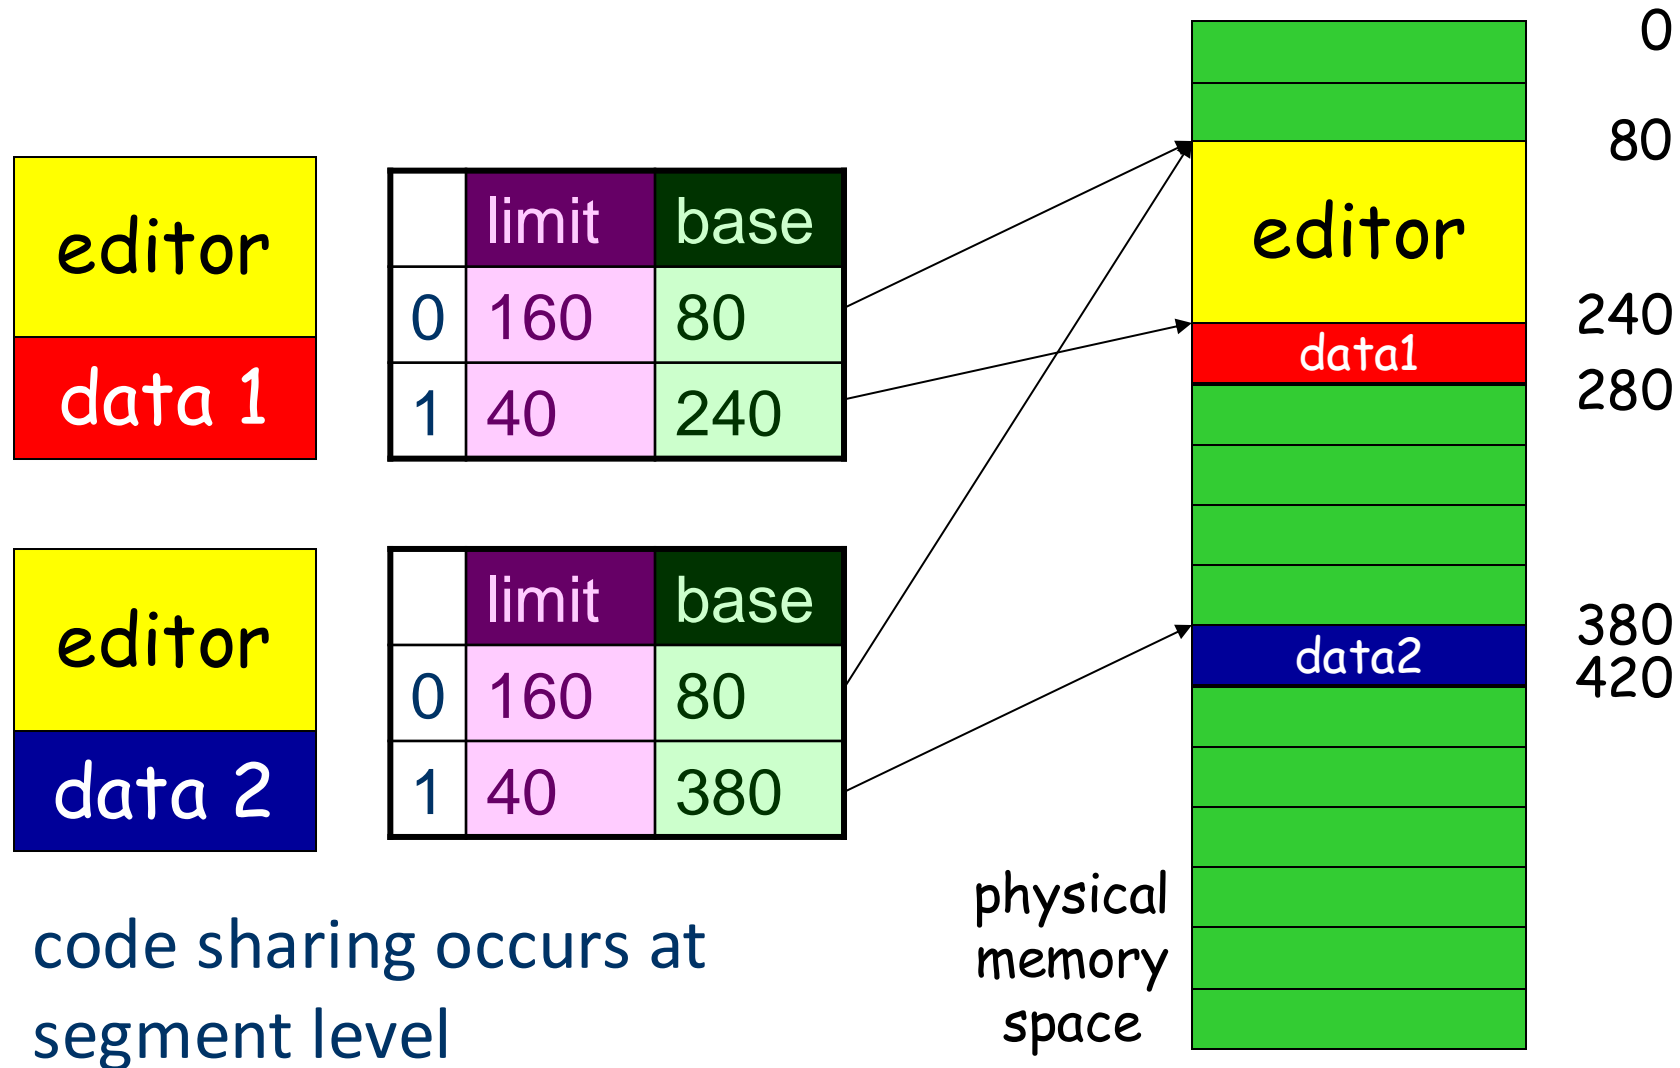 editor
data 1
limit base
0 160 80
1 40 240
editor
data 2
limit base
0 160 80
1 40 380
code sharing occurs at
segment level
physical
memory
space
editor
data1
data2
0
80
240
280
380
420